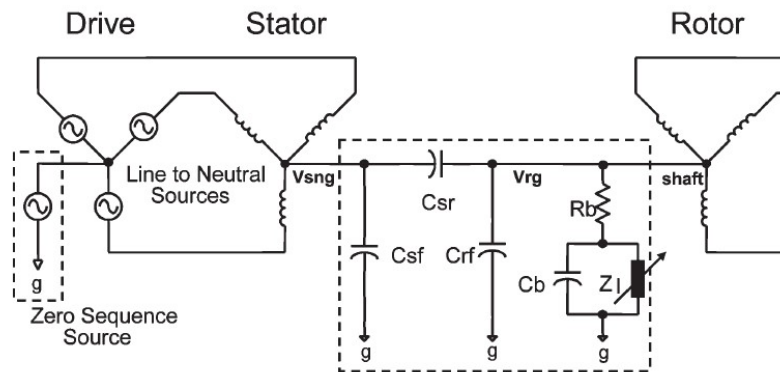 Drive
Stator
Rotor
Line to Neutral
Sources
Vsng
Csr
Vrg
shaft
Rb
Csf
Crf
Cb
Zl
g
g
g
g
Zero Sequence
Source